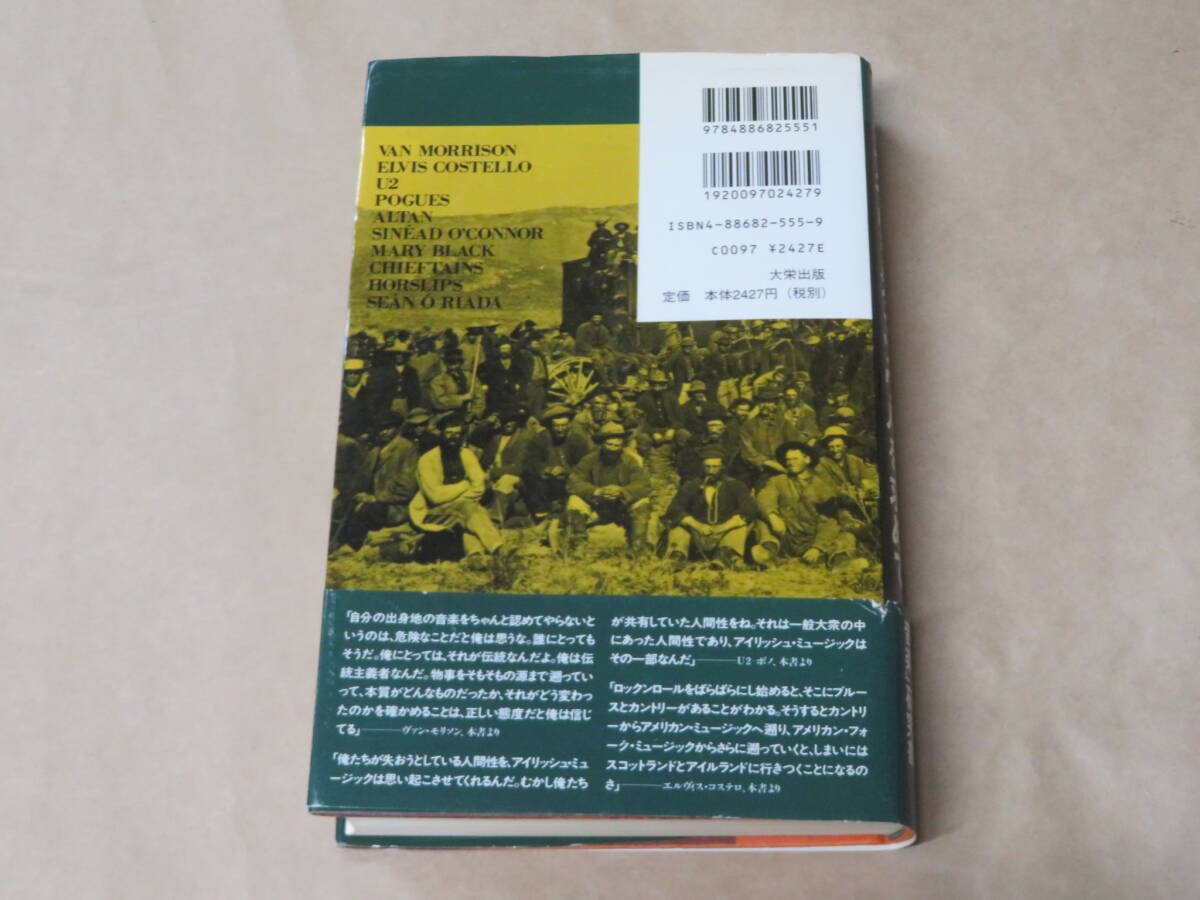 VAN MORRISON
ELVIS COSTELLO
U2
POGUES
ALTAN
SINÉAD O'CONNOR
MARY BLACK
CHIEFTAINS
HORSLIPS
SEÁN Ó RIADA
9784886825551
1920097024279
ISBN4-88682-555-9
C0097 ¥2427E
大栄出版
定価 本体2427円（税別）
「自分の出身地の音楽をちゃんと認めてやらないと
いうのは、危険なことだと俺は思うな。誰にとっても
そうだ。俺にとっては、それが伝統なんだよ。俺は伝
統主義者なんだ。物事をそもそもの源まで遡ってい
って、本質がどんなものだったか、それがどう変わっ
たのかを確かめることは、正しい態度だと俺は信じ
てる」――ヴァン・モリソン、本書より
「俺たちが失おうとしている人間性を、アイリッシュ・ミュ
ージックは思い起こさせてくれるんだ。むかし俺たち
が共有していた人間性をね。それは一般大衆の中
にあった人間性であり、アイリッシュ・ミュージックは
その一部なんだ」――U2 ボノ、本書より
「ロックンロールをばらばらにし始めると、そこにブルー
スとカントリーがあることがわかる。そうするとカントリ
ーからアメリカン・ミュージックへ遡り、アメリカン・フォ
ーク・ミュージックからさらに遡っていくと、しまいには
スコットランドとアイルランドに行きつくことになるの
さ」――エルヴィス・コステロ、本書より